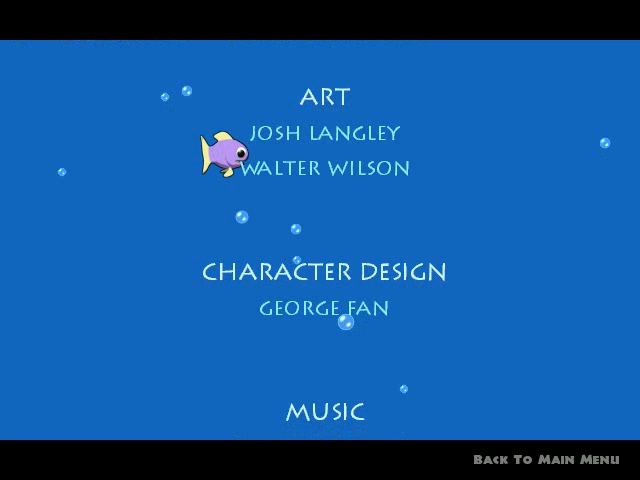 ART
JOSH LANGLEY
WALTER WILSON
CHARACTER DESIGN
GEORGE FAN
MUSIC
Back To Main Menu